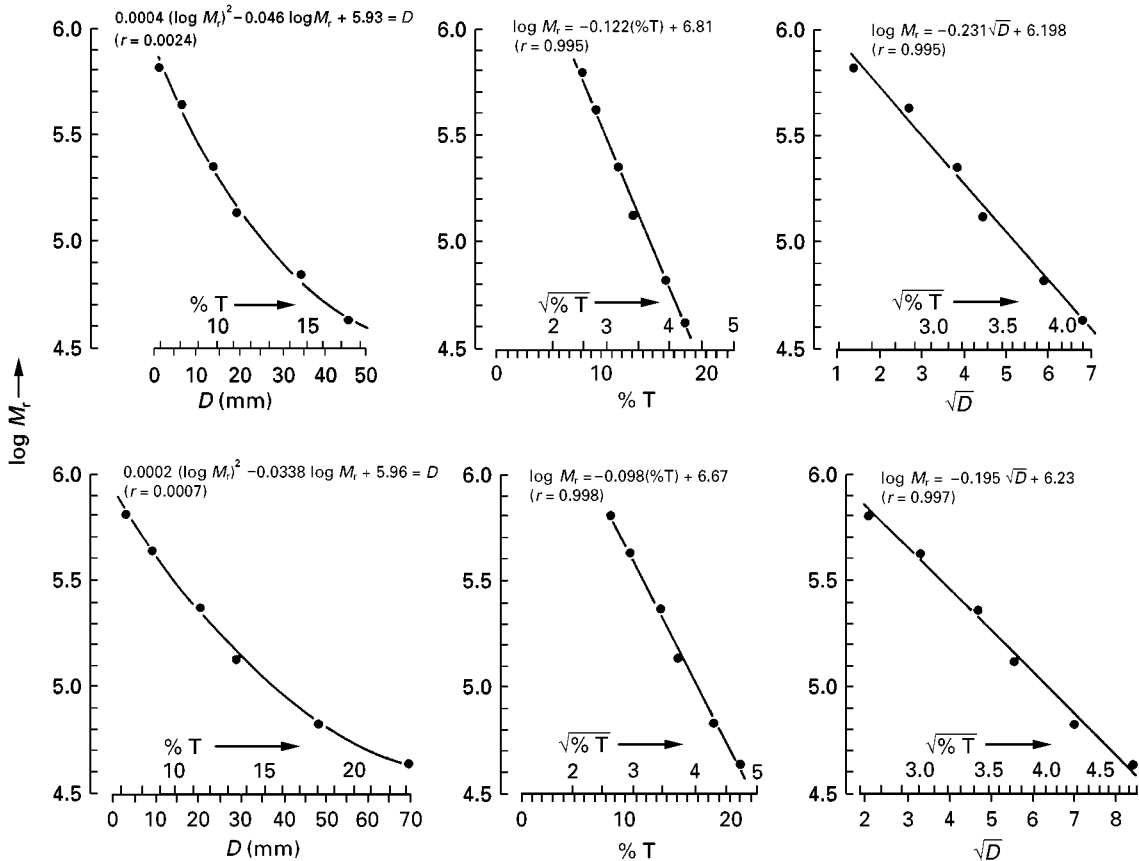 0.0004 (log Mr)² −0.046 log Mr + 5.93 = D
(r = 0.0024)
6.0
5.5
5.0
4.5
% T
10 15
0 10 20 30 40 50
D (mm)
log Mr = −0.122(%T) + 6.81
(r = 0.995)
6.0
5.5
5.0
4.5
√% T
2 3 4 5
0 10 20
% T
log Mr = −0.231√D + 6.198
(r = 0.995)
6.0
5.5
5.0
4.5
√% T
3.0 3.5 4.0
1 2 3 4 5 6 7
√D
log Mr
0.0002 (log Mr)² −0.0338 log Mr + 5.96 = D
(r = 0.0007)
6.0
5.5
5.0
4.5
% T
10 15 20
0 10 20 30 40 50 60 70
D (mm)
log Mr = −0.098(%T) + 6.67
(r = 0.998)
6.0
5.5
5.0
4.5
√% T
2 3 4 5
0 10 20
% T
log Mr = −0.195 √D + 6.23
(r = 0.997)
6.0
5.5
5.0
4.5
√% T
3.0 3.5 4.0 4.5
2 3 4 5 6 7 8
√D